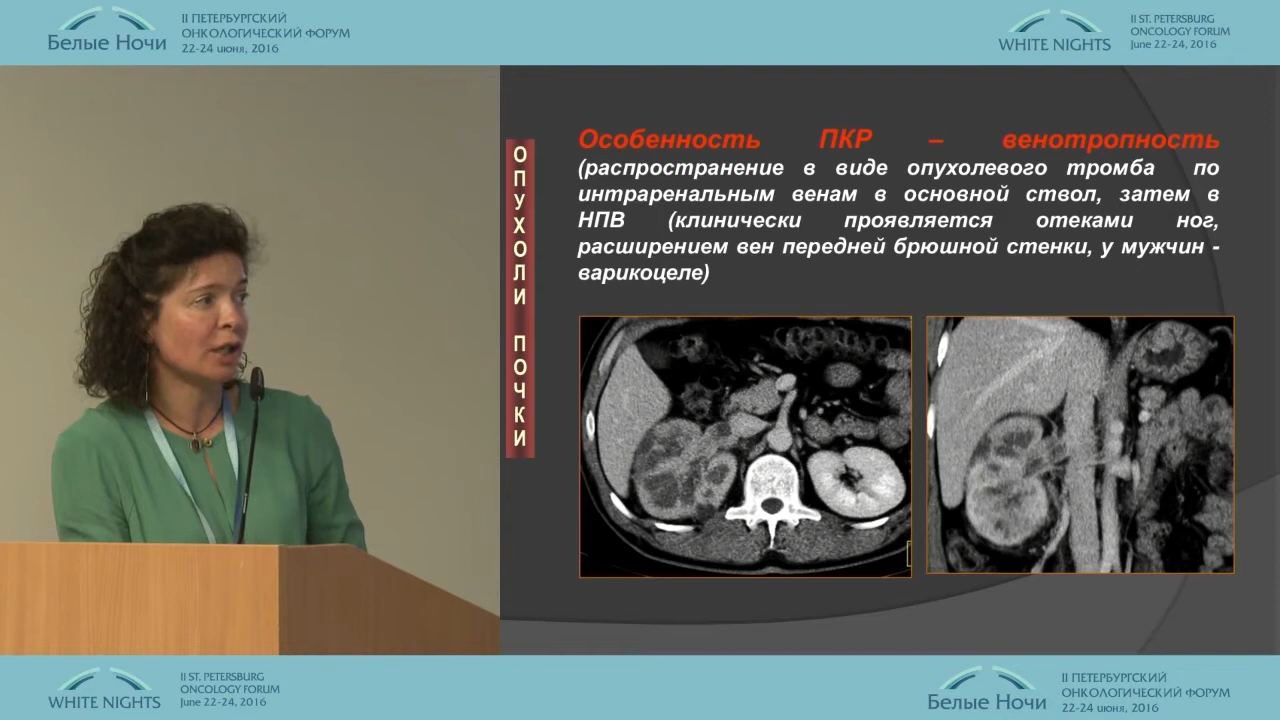 Белые Ночи
II ПЕТЕРБУРГСКИЙ
ОНКОЛОГИЧЕСКИЙ ФОРУМ
22-24 июня, 2016
WHITE NIGHTS
II ST. PETERSBURG
ONCOLOGY FORUM
June 22-24, 2016
ОПУХОЛИ ПОЧКИ
Особенность ПКР – венотропность
(распространение в виде опухолевого тромба по
интраренальным венам в основной ствол, затем в
НПВ (клинически проявляется отеками ног,
расширением вен передней брюшной стенки, у мужчин -
варикоцеле)
WHITE NIGHTS
II ST. PETERSBURG
ONCOLOGY FORUM
June 22-24, 2016
Белые Ночи
II ПЕТЕРБУРГСКИЙ
ОНКОЛОГИЧЕСКИЙ ФОРУМ
22-24 июня, 2016